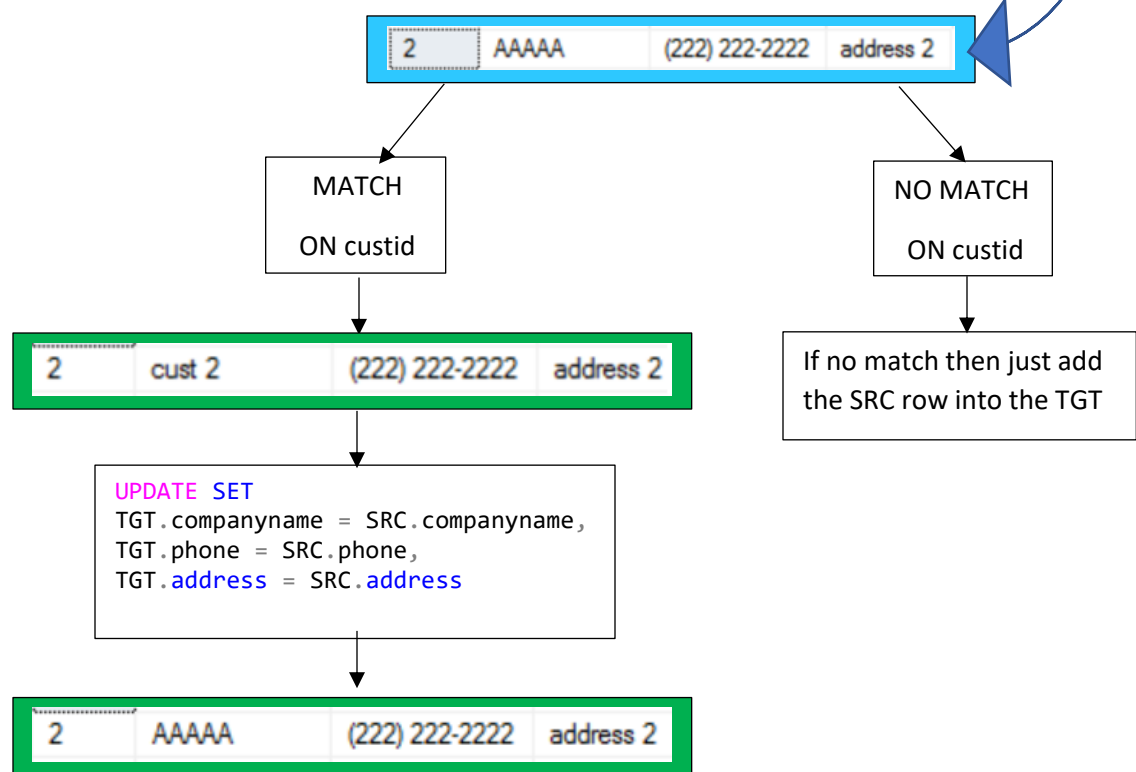 2 AAAAA (222) 222-2222 address 2
MATCH
ON custid
NO MATCH
ON custid
2 cust 2 (222) 222-2222 address 2
If no match then just add
the SRC row into the TGT
UPDATE SET
TGT.companyname = SRC.companyname,
TGT.phone = SRC.phone,
TGT.address = SRC.address
2 AAAAA (222) 222-2222 address 2